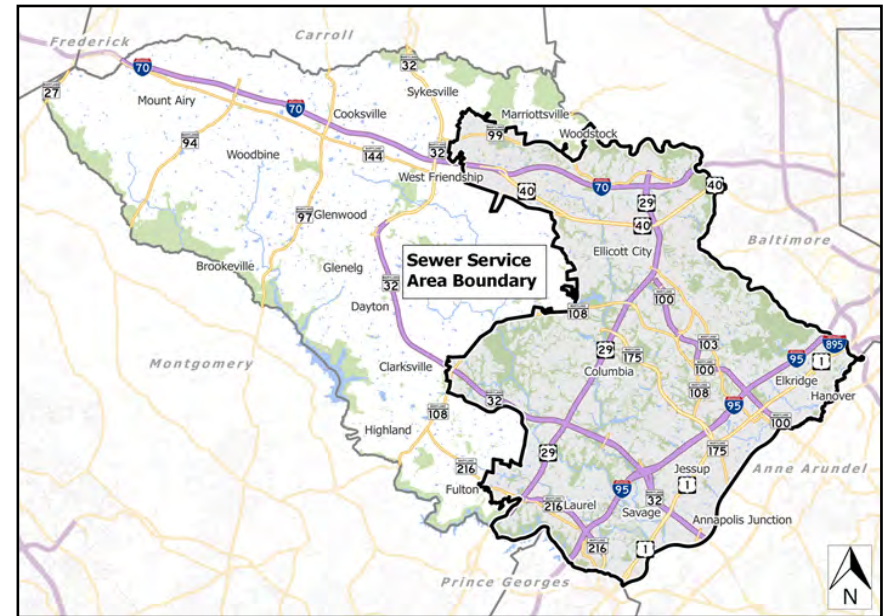 Frederick
Carroll
70
32
27
Mount Airy
Sykesville
70
Cooksville
Marriottsville
99
Woodstock
94
Woodbine
144
32
West Friendship
40
70
40
29
97
Glenwood
40
Ellicott City
Baltimore
Brookeville
Glenelg
Sewer Service
Area Boundary
32
Dayton
108
100
Montgomery
29
175
103
95
895
1
Clarksville
Columbia
100
Elkridge
32
108
Hanover
108
95
100
Highland
29
175
Anne Arundel
216
Jessup
Fulton
95
32
1
216
Laurel
Savage
Annapolis Junction
216
1
Prince Georges
N